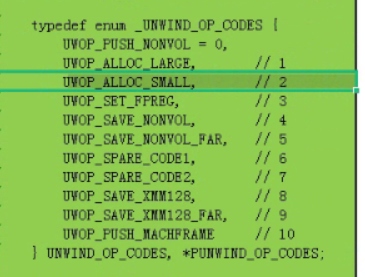 typedef enum _UNWIND_OP_CODES {
    UWOP_PUSH_NONVOL = 0,
    UWOP_ALLOC_LARGE,       // 1
    UWOP_ALLOC_SMALL,       // 2
    UWOP_SET_FPREG,         // 3
    UWOP_SAVE_NONVOL,       // 4
    UWOP_SAVE_NONVOL_FAR,   // 5
    UWOP_SPARE_CODE1,       // 6
    UWOP_SPARE_CODE2,       // 7
    UWOP_SAVE_XMM128,       // 8
    UWOP_SAVE_XMM128_FAR,   // 9
    UWOP_PUSH_MACHFRAME     // 10
} UNWIND_OP_CODES, *PUNWIND_OP_CODES;